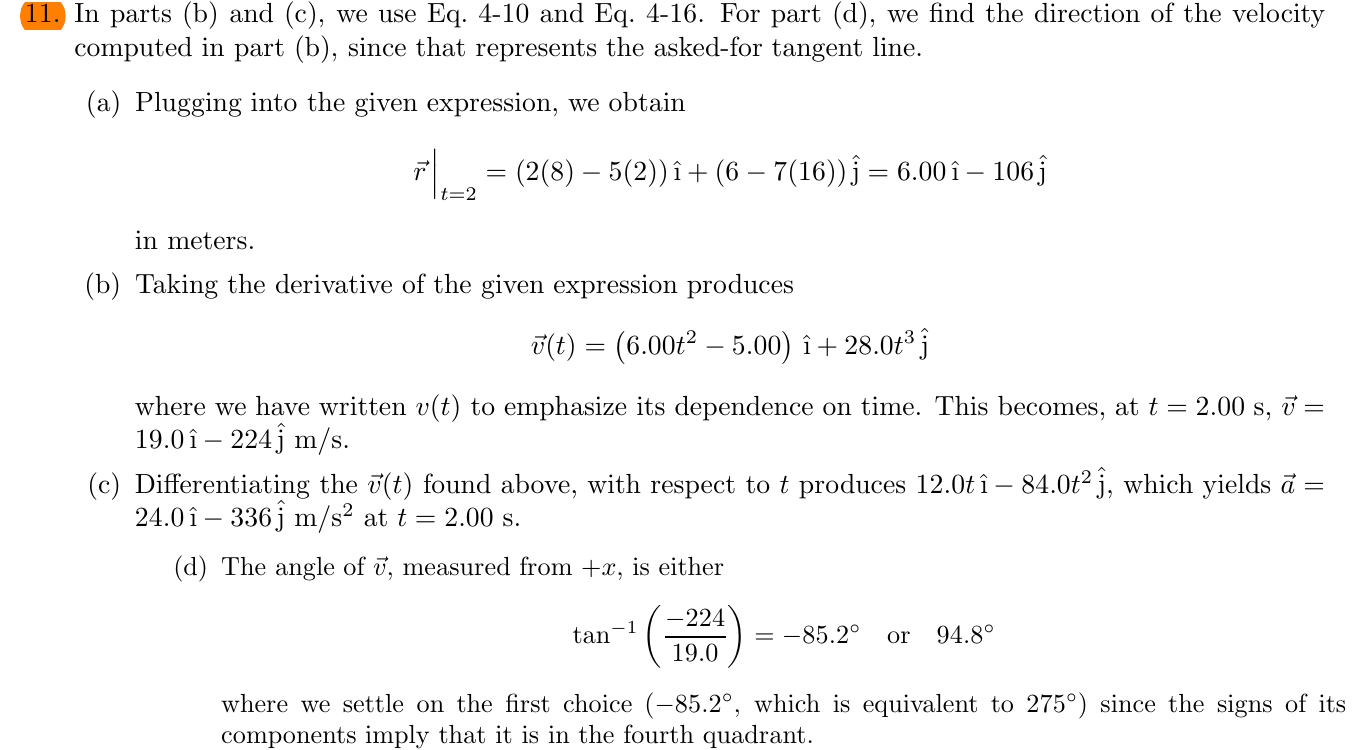 11. In parts (b) and (c), we use Eq. 4-10 and Eq. 4-16. For part (d), we find the direction of the velocity
computed in part (b), since that represents the asked-for tangent line.
(a) Plugging into the given expression, we obtain
$\vec{r}\Big|_{t=2} = (2(8) - 5(2))\,\hat{\imath} + (6 - 7(16))\,\hat{\jmath} = 6.00\,\hat{\imath} - 106\,\hat{\jmath}$
in meters.
(b) Taking the derivative of the given expression produces
$\vec{v}(t) = (6.00t^2 - 5.00)\,\hat{\imath} + 28.0t^3\,\hat{\jmath}$
where we have written $v(t)$ to emphasize its dependence on time. This becomes, at $t = 2.00$ s, $\vec{v} =$
$19.0\,\hat{\imath} - 224\,\hat{\jmath}$ m/s.
(c) Differentiating the $\vec{v}(t)$ found above, with respect to $t$ produces $12.0t\,\hat{\imath} - 84.0t^2\,\hat{\jmath}$, which yields $\vec{a} =$
$24.0\,\hat{\imath} - 336\,\hat{\jmath}$ m/s$^2$ at $t = 2.00$ s.
(d) The angle of $\vec{v}$, measured from $+x$, is either
$\tan^{-1}\left(\frac{-224}{19.0}\right) = -85.2^\circ$ or $94.8^\circ$
where we settle on the first choice ($-85.2^\circ$, which is equivalent to $275^\circ$) since the signs of its
components imply that it is in the fourth quadrant.